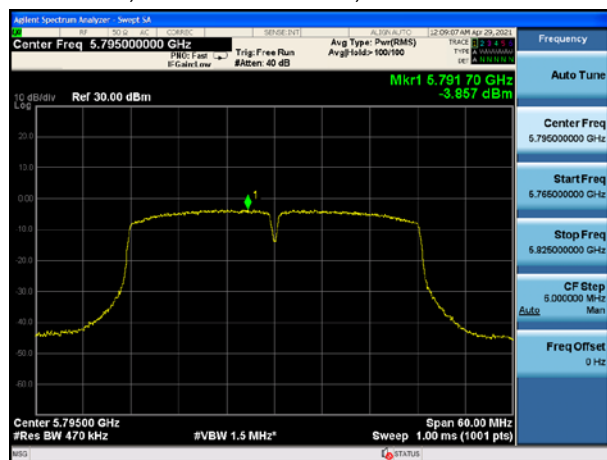 Agilent Spectrum Analyzer - Swept SA
RF 50 Ω AC CORREC SENSE:INT ALIGN AUTO 12:09:07 AM Apr 29, 2021
Center Freq 5.795000000 GHz
PNO: Fast
IFGain:Low
Trig: Free Run
#Atten: 40 dB
Avg Type: Pwr(RMS)
Avg|Hold:> 100/100
TRACE 1 2 3 4 5 6
TYPE
DET A N N N N N
Frequency
Mkr1 5.791 70 GHz
-3.857 dBm
10 dB/div Ref 30.00 dBm
Log
20.0
10.0
0.00
-10.0
-20.0
-30.0
-40.0
-50.0
-60.0
1
Auto Tune
Center Freq
5.795000000 GHz
Start Freq
5.765000000 GHz
Stop Freq
5.825000000 GHz
CF Step
6.000000 MHz
Auto Man
Freq Offset
0 Hz
Center 5.79500 GHz Span 60.00 MHz
#Res BW 470 kHz #VBW 1.5 MHz* Sweep 1.00 ms (1001 pts)
MSG STATUS